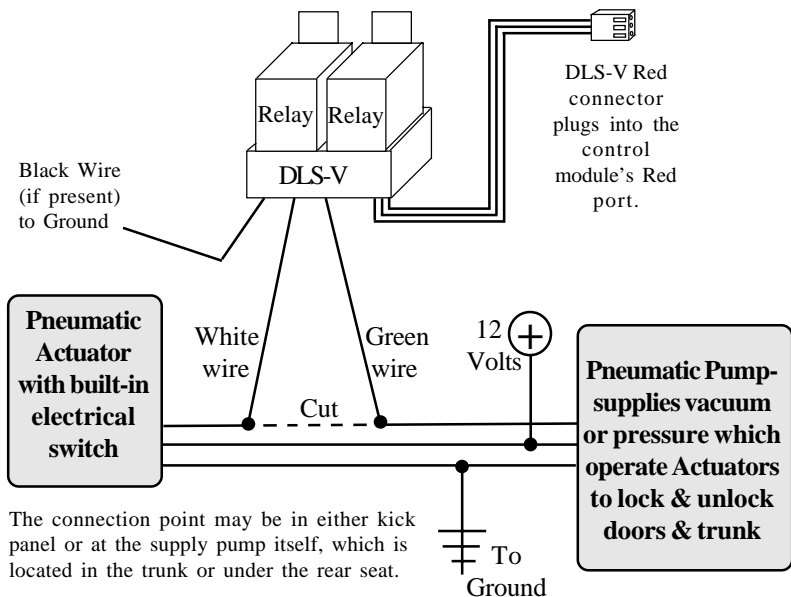 Relay
Relay
DLS-V
DLS-V Red
connector
plugs into the
control
module's Red
port.
Black Wire
(if present)
to Ground
Pneumatic
Actuator
with built-in
electrical
switch
White
wire
Green
wire
Cut
12
Volts
Pneumatic Pump-
supplies vacuum
or pressure which
operate Actuators
to lock & unlock
doors & trunk
The connection point may be in either kick
panel or at the supply pump itself, which is
located in the trunk or under the rear seat.
To
Ground